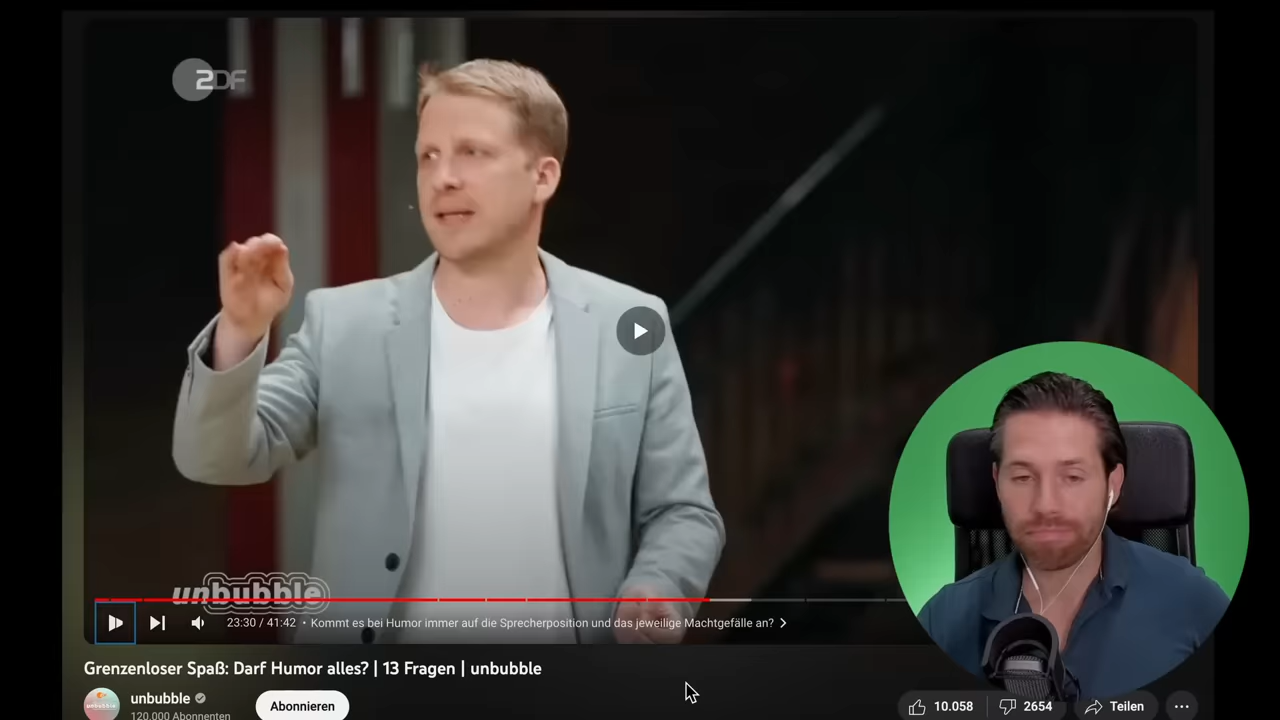 ZDF
unbubble
23:30 / 41:42 • Kommt es bei Humor immer auf die Sprecherposition und das jeweilige Machtgefälle an?
Grenzenloser Spaß: Darf Humor alles? | 13 Fragen | unbubble
unbubble
120.000 Abonnenten
Abonnieren
10.058
2654
Teilen